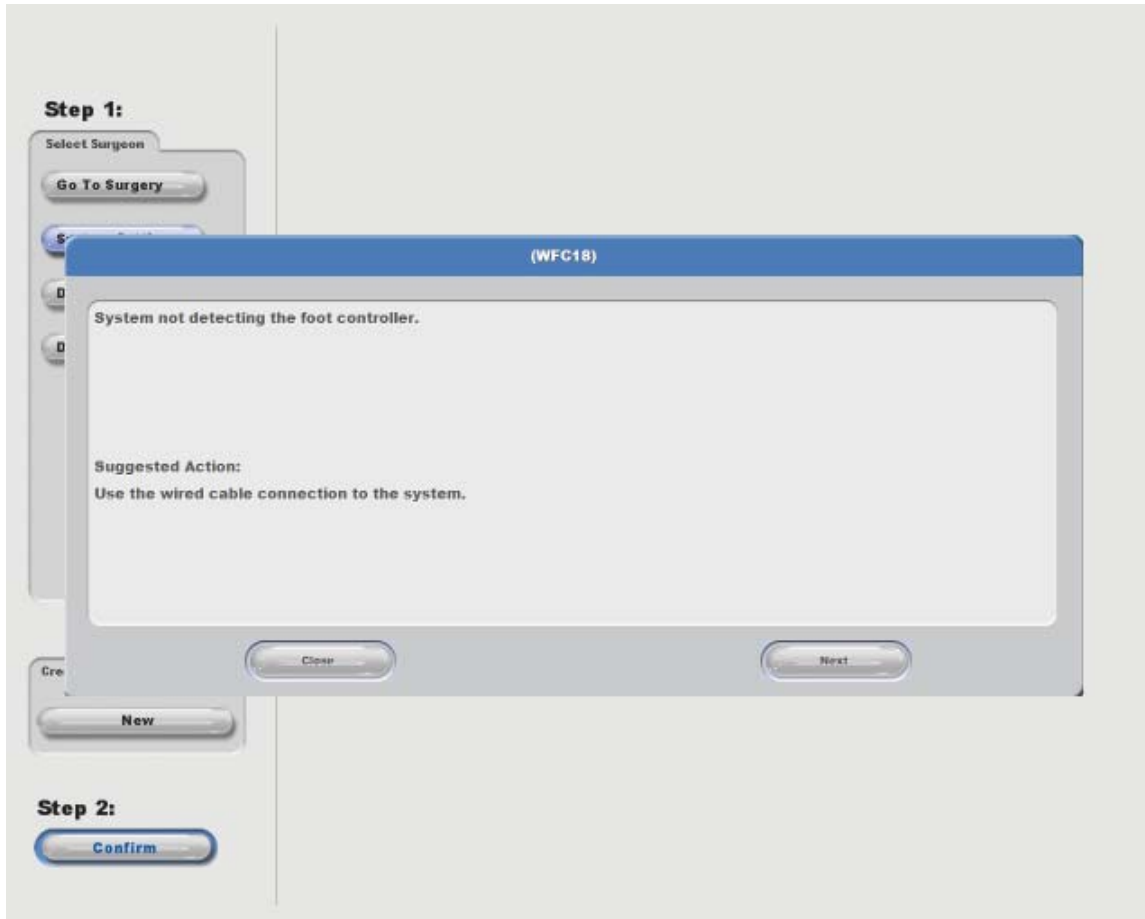 Step 1:
Select Surgeon
Go To Surgery
(WFC18)
D
D
System not detecting the foot controller.
Suggested Action:
Use the wired cable connection to the system.
Close
Next
Cre
New
Step 2:
Confirm